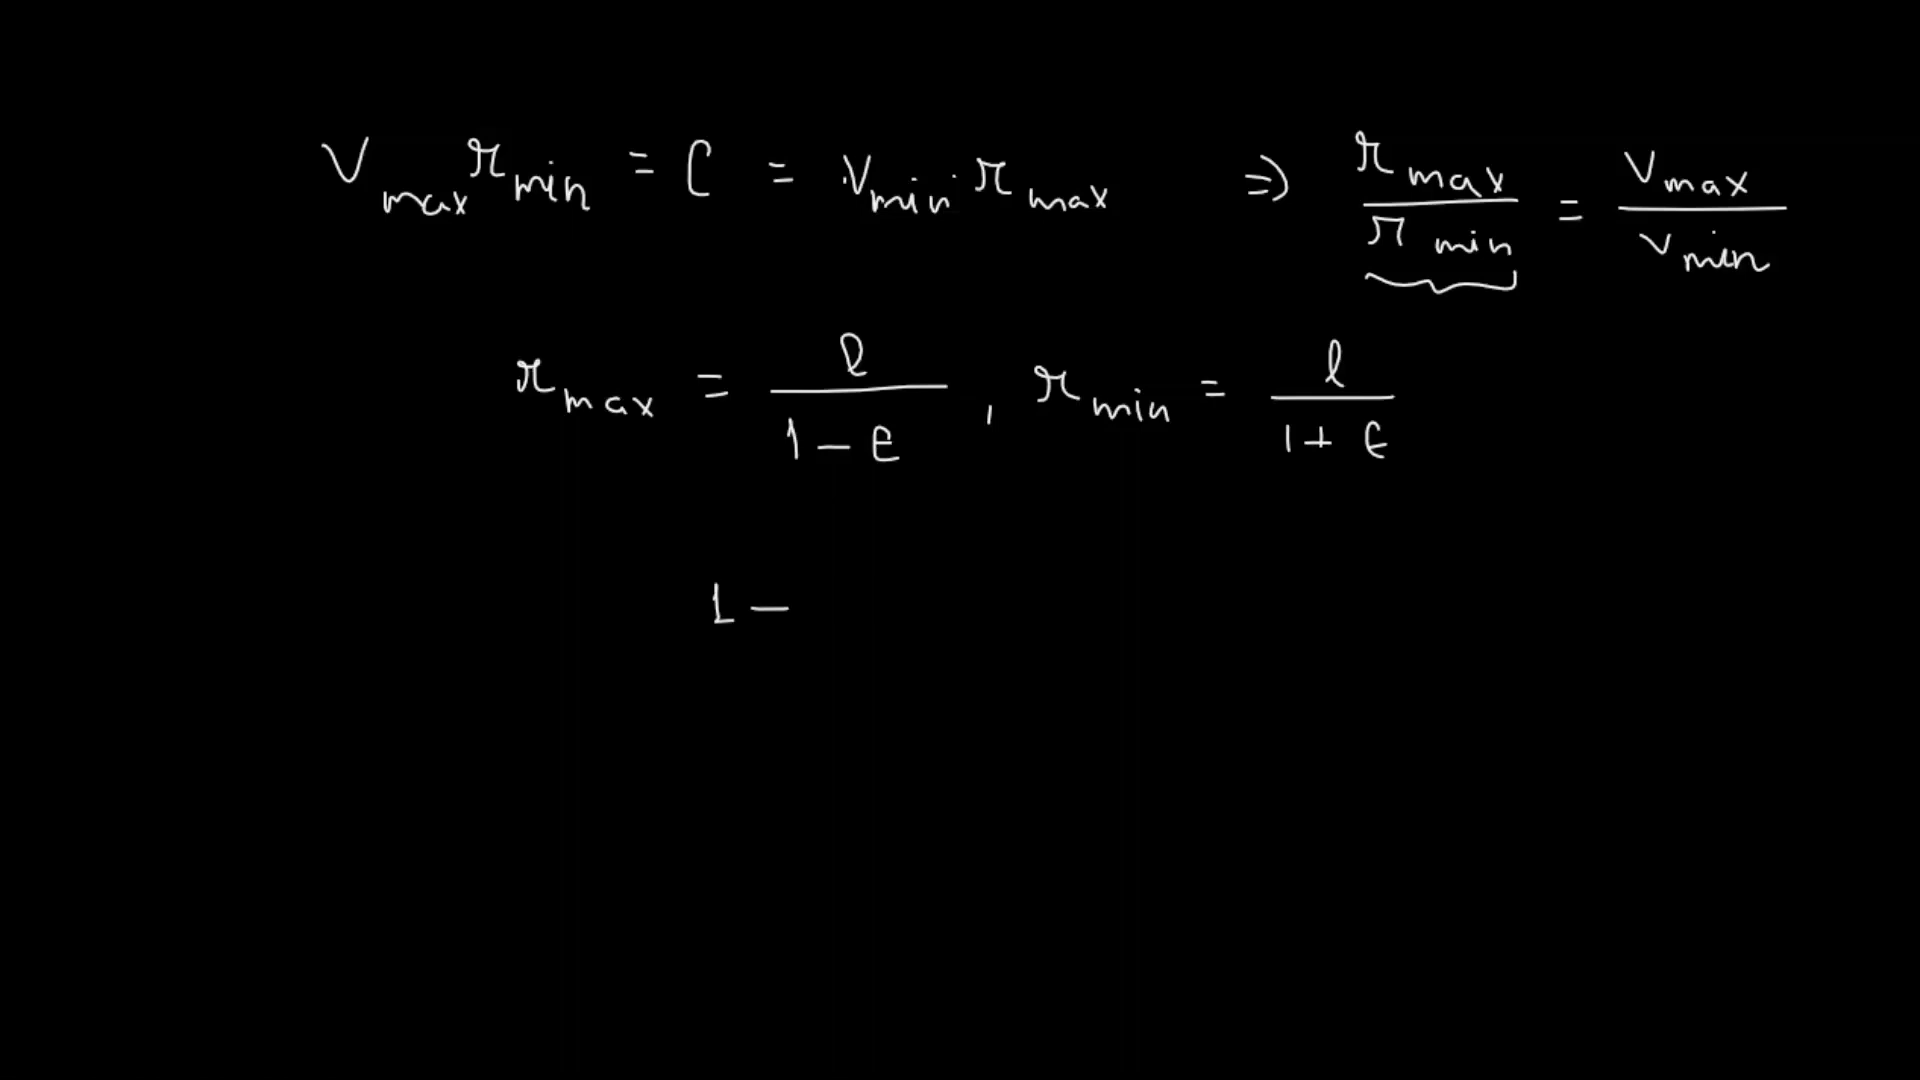 V_max r_min = C = V_min r_max ⇒ r_max / r_min = V_max / V_min
r_max = l / (1 - e) , r_min = l / (1 + e)
1 -